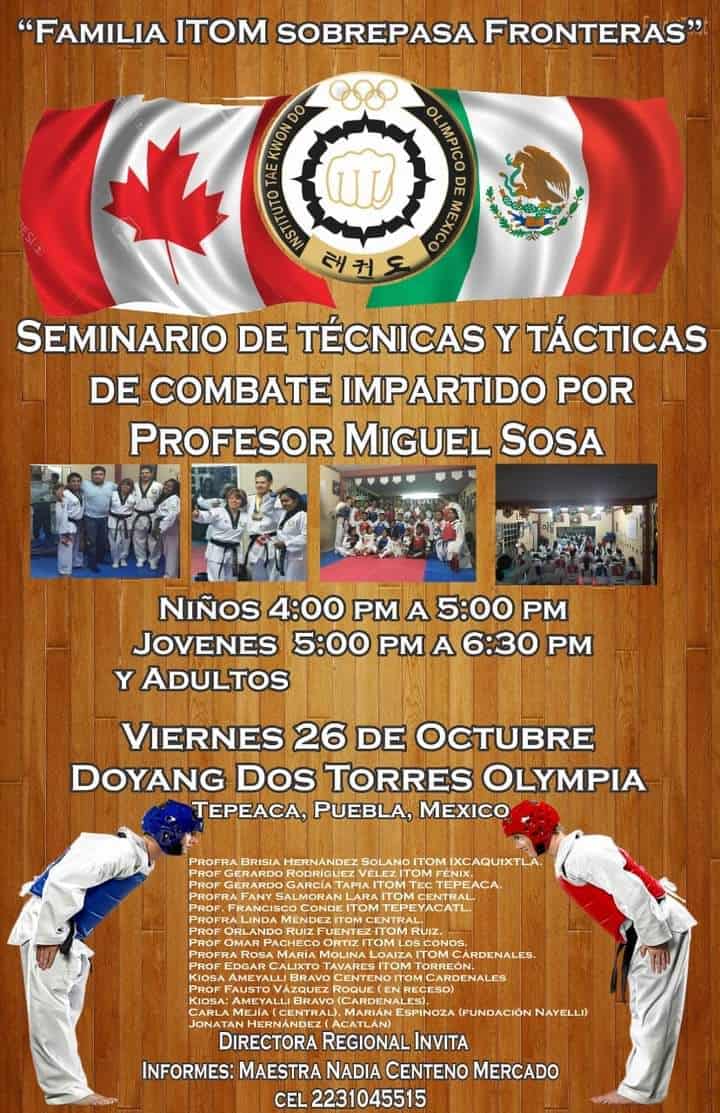 “FAMILIA ITOM SOBREPASA FRONTERAS”
INSTITUTO TAE KWON DO
OLIMPICO DE MEXICO
태권도
SEMINARIO DE TÉCNICAS Y TÁCTICAS
DE COMBATE IMPARTIDO POR
PROFESOR MIGUEL SOSA
NIÑOS 4:00 PM A 5:00 PM
JOVENES 5:00 PM A 6:30 PM
Y ADULTOS
VIERNES 26 DE OCTUBRE
DOYANG DOS TORRES OLYMPIA
TEPEACA, PUEBLA, MEXICO
PROFRA BRISIA HERNÁNDEZ SOLANO ITOM IXCAQUIXTLA.
PROF GERARDO RODRÍGUEZ VÉLEZ ITOM FÉNIX.
PROF GERARDO GARCÍA TAPIA ITOM TEC TEPEACA.
PROFRA FANY SALMORAN LARA ITOM CENTRAL.
PROF. FRANCISCO CONDE ITOM TEPEYACATL.
PROFRA LINDA MÉNDEZ ITOM CENTRAL.
PROF ORLANDO RUIZ FUENTEZ ITOM RUIZ.
PROF OMAR PACHECO ORTIZ ITOM LOS CONOS.
PROFRA ROSA MARÍA MOLINA LOAIZA ITOM CÁRDENALES.
PROF EDGAR CALIXTO TAVARES ITOM TORREÓN.
KIOSA AMEYALLI BRAVO CENTENO ITOM CARDENALES
PROF FAUSTO VÁZQUEZ ROQUE ( EN RECESO)
KIOSA: AMEYALLI BRAVO (CARDENALES).
CARLA MEJÍA ( CENTRAL), MARIÁN ESPINOZA (FUNDACIÓN NAYELLI)
JONATAN HERNÁNDEZ ( ACATLÁN)
DIRECTORA REGIONAL INVITA
INFORMES: MAESTRA NADIA CENTENO MERCADO
CEL 2231045515